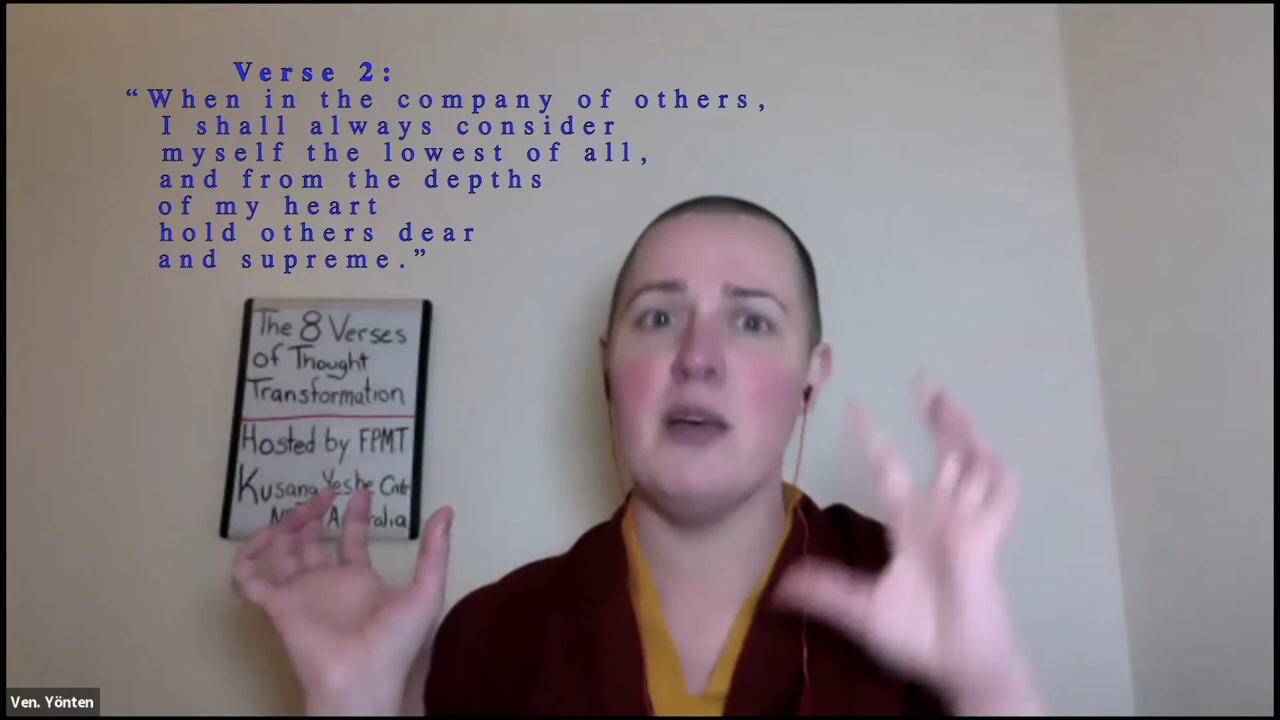 Verse 2:
“When in the company of others,
I shall always consider
myself the lowest of all,
and from the depths
of my heart
hold others dear
and supreme.”
The 8 Verses
of Thought
Transformation
Hosted by FPMT
Kusana Yeshe Cntr
Ven. Yönten